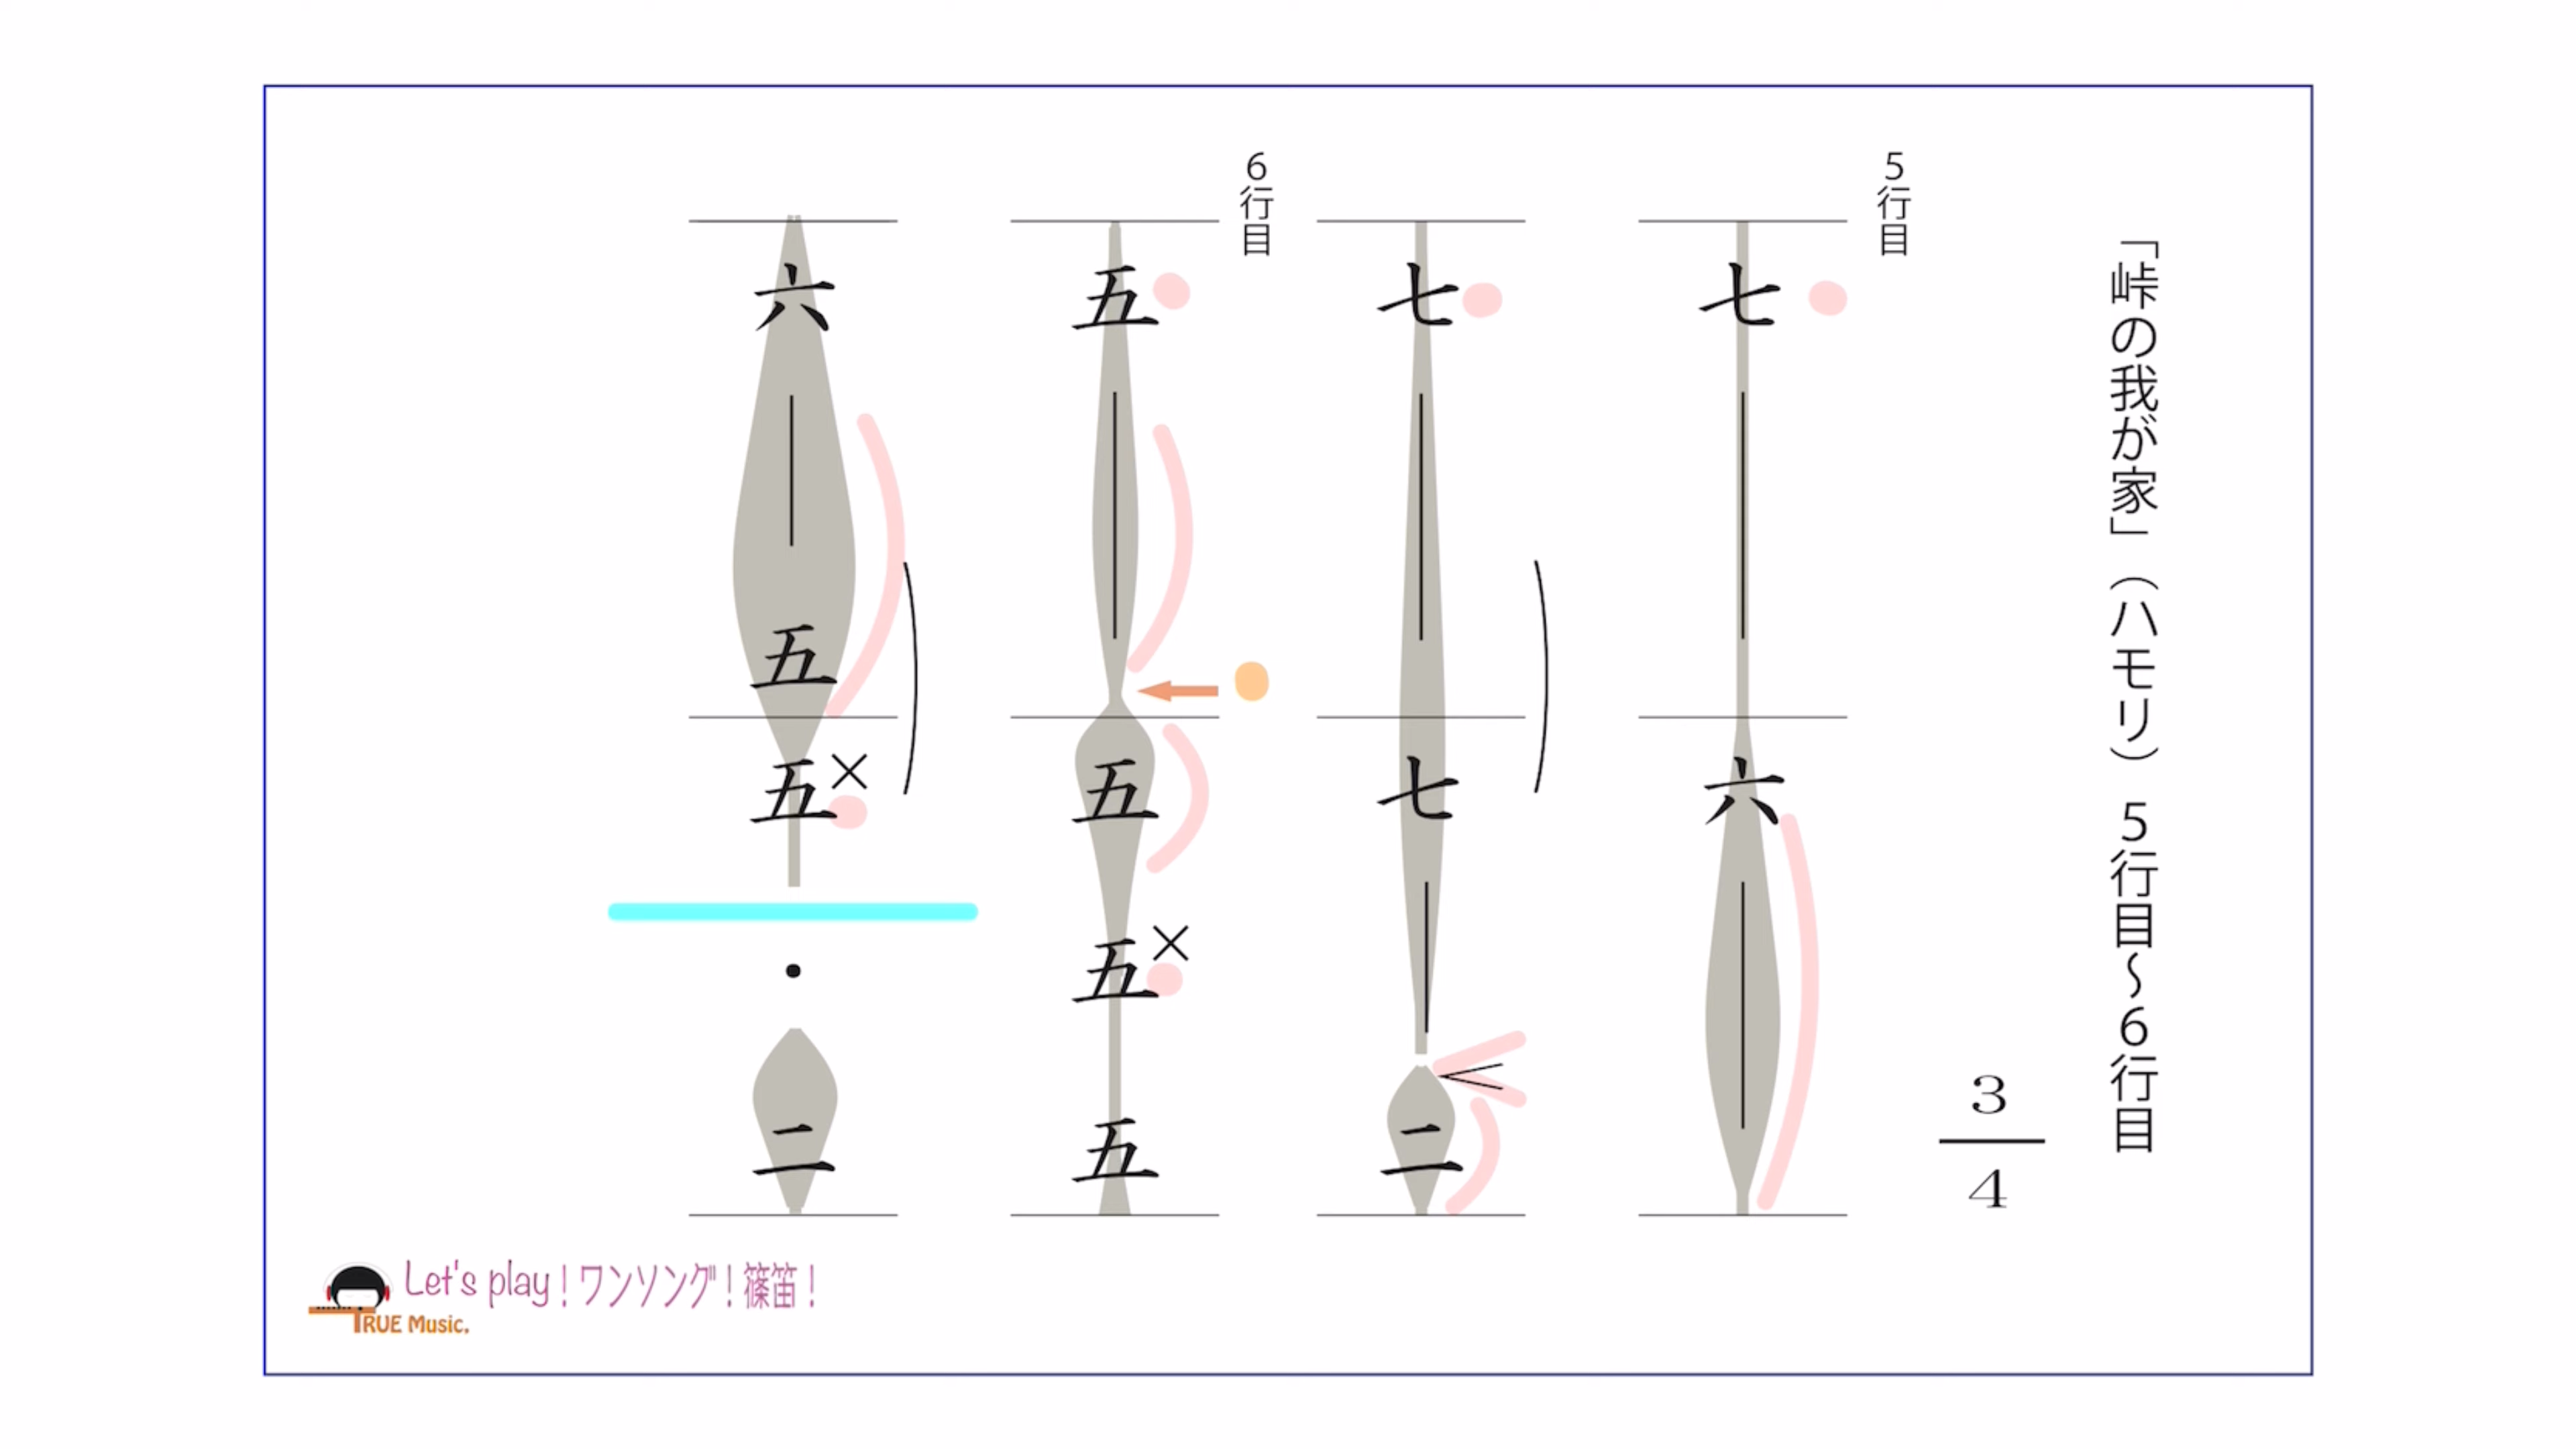 「峠の我が家」（ハモリ） 5行目〜6行目
3
4
5行目
七 六
七 七 二
6行目
五 五 五 五
六 五 五 ・ 二
Let's play！ワンソング！篠笛！
TRUE Music,